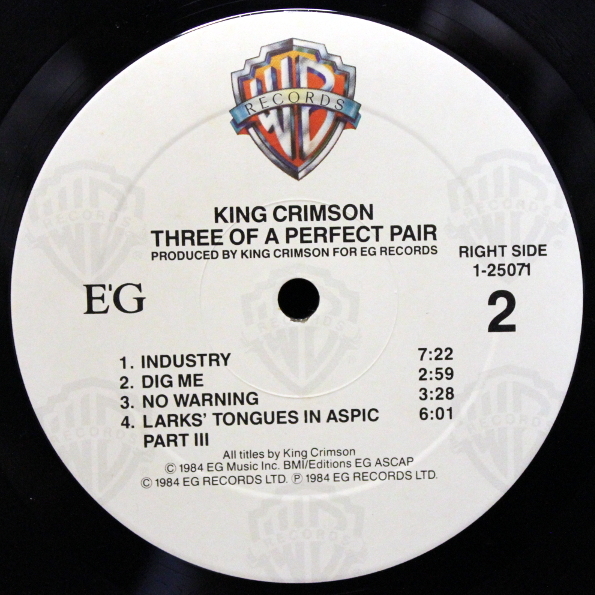 WB
RECORDS
KING CRIMSON
THREE OF A PERFECT PAIR
PRODUCED BY KING CRIMSON FOR EG RECORDS
RIGHT SIDE
1-25071
E'G
2
1. INDUSTRY 7:22
2. DIG ME 2:59
3. NO WARNING 3:28
4. LARKS' TONGUES IN ASPIC 6:01
PART III
All titles by King Crimson
© 1984 EG Music Inc. BMI/Editions EG ASCAP
© 1984 EG RECORDS LTD. ℗ 1984 EG RECORDS LTD.